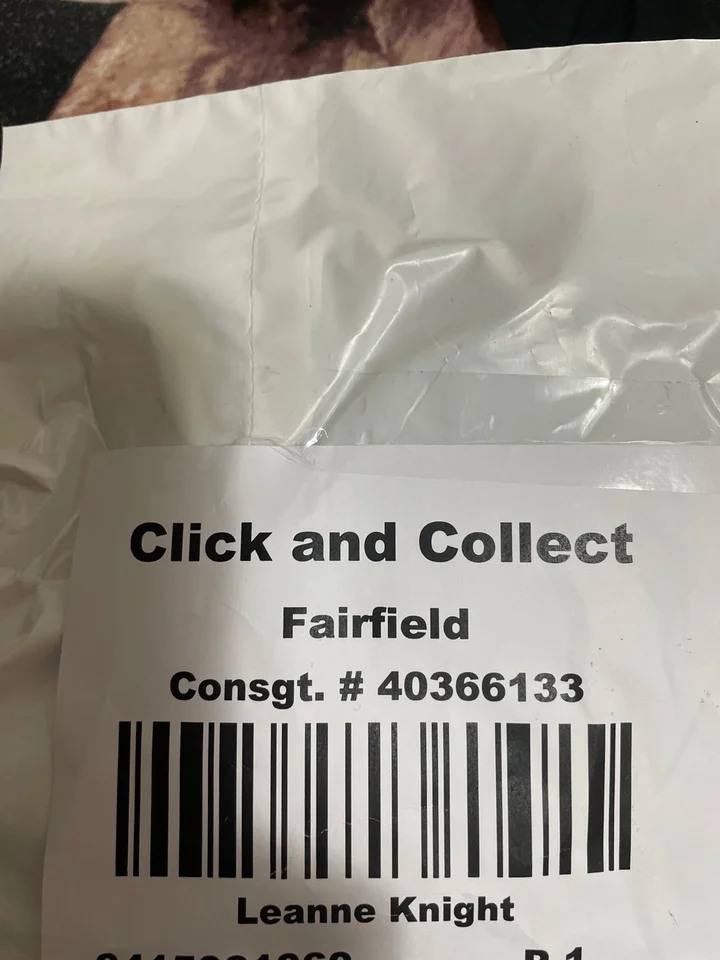 Click and Collect
Fairfield
Consgt. # 40366133
Leanne Knight